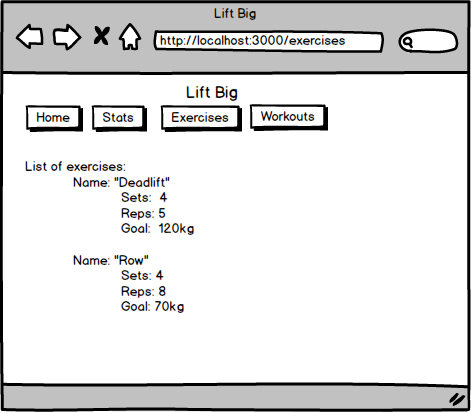 Lift Big
http://localhost:3000/exercises
Lift Big
Home Stats Exercises Workouts
List of exercises:
Name: "Deadlift"
Sets: 4
Reps: 5
Goal: 120kg
Name: "Row"
Sets: 4
Reps: 8
Goal: 70kg